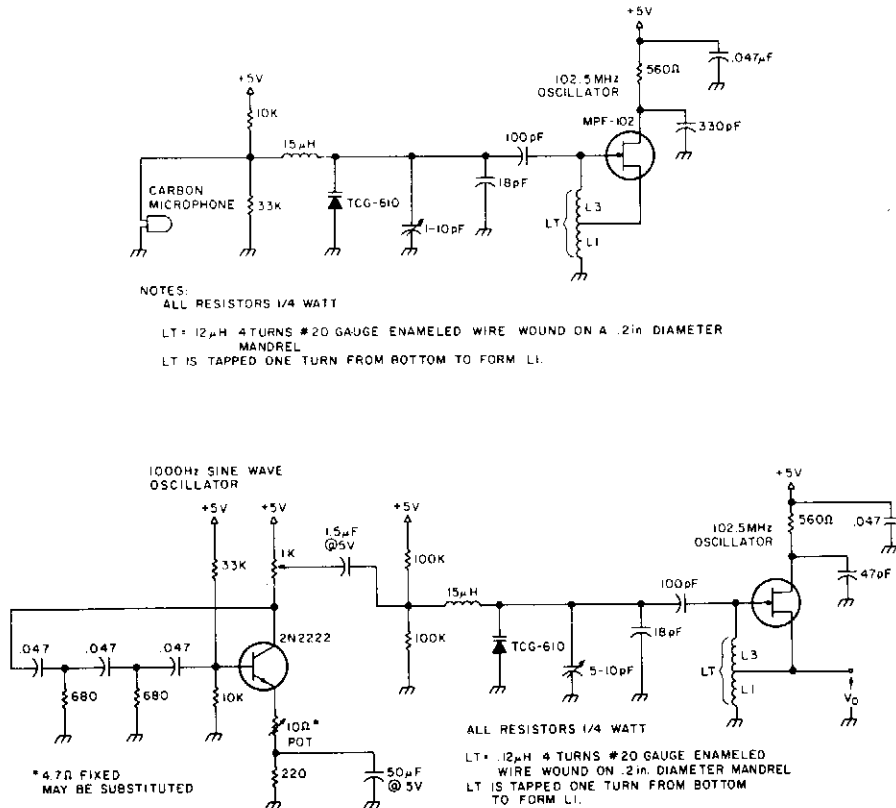 +5V
.047µF
560Ω
102.5MHz
OSCILLATOR
+5V
10K
MPF-102
330pF
15µH
100pF
18pF
CARBON
MICROPHONE
33K
TCG-610
1-10pF
LT
L3
L1
NOTES:
ALL RESISTORS 1/4 WATT
LT= 12µH 4 TURNS #20 GAUGE ENAMELED WIRE WOUND ON A .2in DIAMETER
MANDREL
LT IS TAPPED ONE TURN FROM BOTTOM TO FORM L1.
1000Hz SINE WAVE
OSCILLATOR
+5V
+5V
1.5µF
@5V
1K
33K
+5V
100K
+5V
560Ω
.047
102.5MHz
OSCILLATOR
47pF
15µH
100pF
.047
.047
.047
2N2222
100K
TCG-610
18pF
5-10pF
LT
L3
L1
V₀
680
680
10K
10Ω*
POT
220
50µF
@5V
*4.7Ω FIXED
MAY BE SUBSTITUTED
ALL RESISTORS 1/4 WATT
LT= .12µH 4 TURNS #20 GAUGE ENAMELED
WIRE WOUND ON .2in. DIAMETER MANDREL
LT IS TAPPED ONE TURN FROM BOTTOM
TO FORM L1.